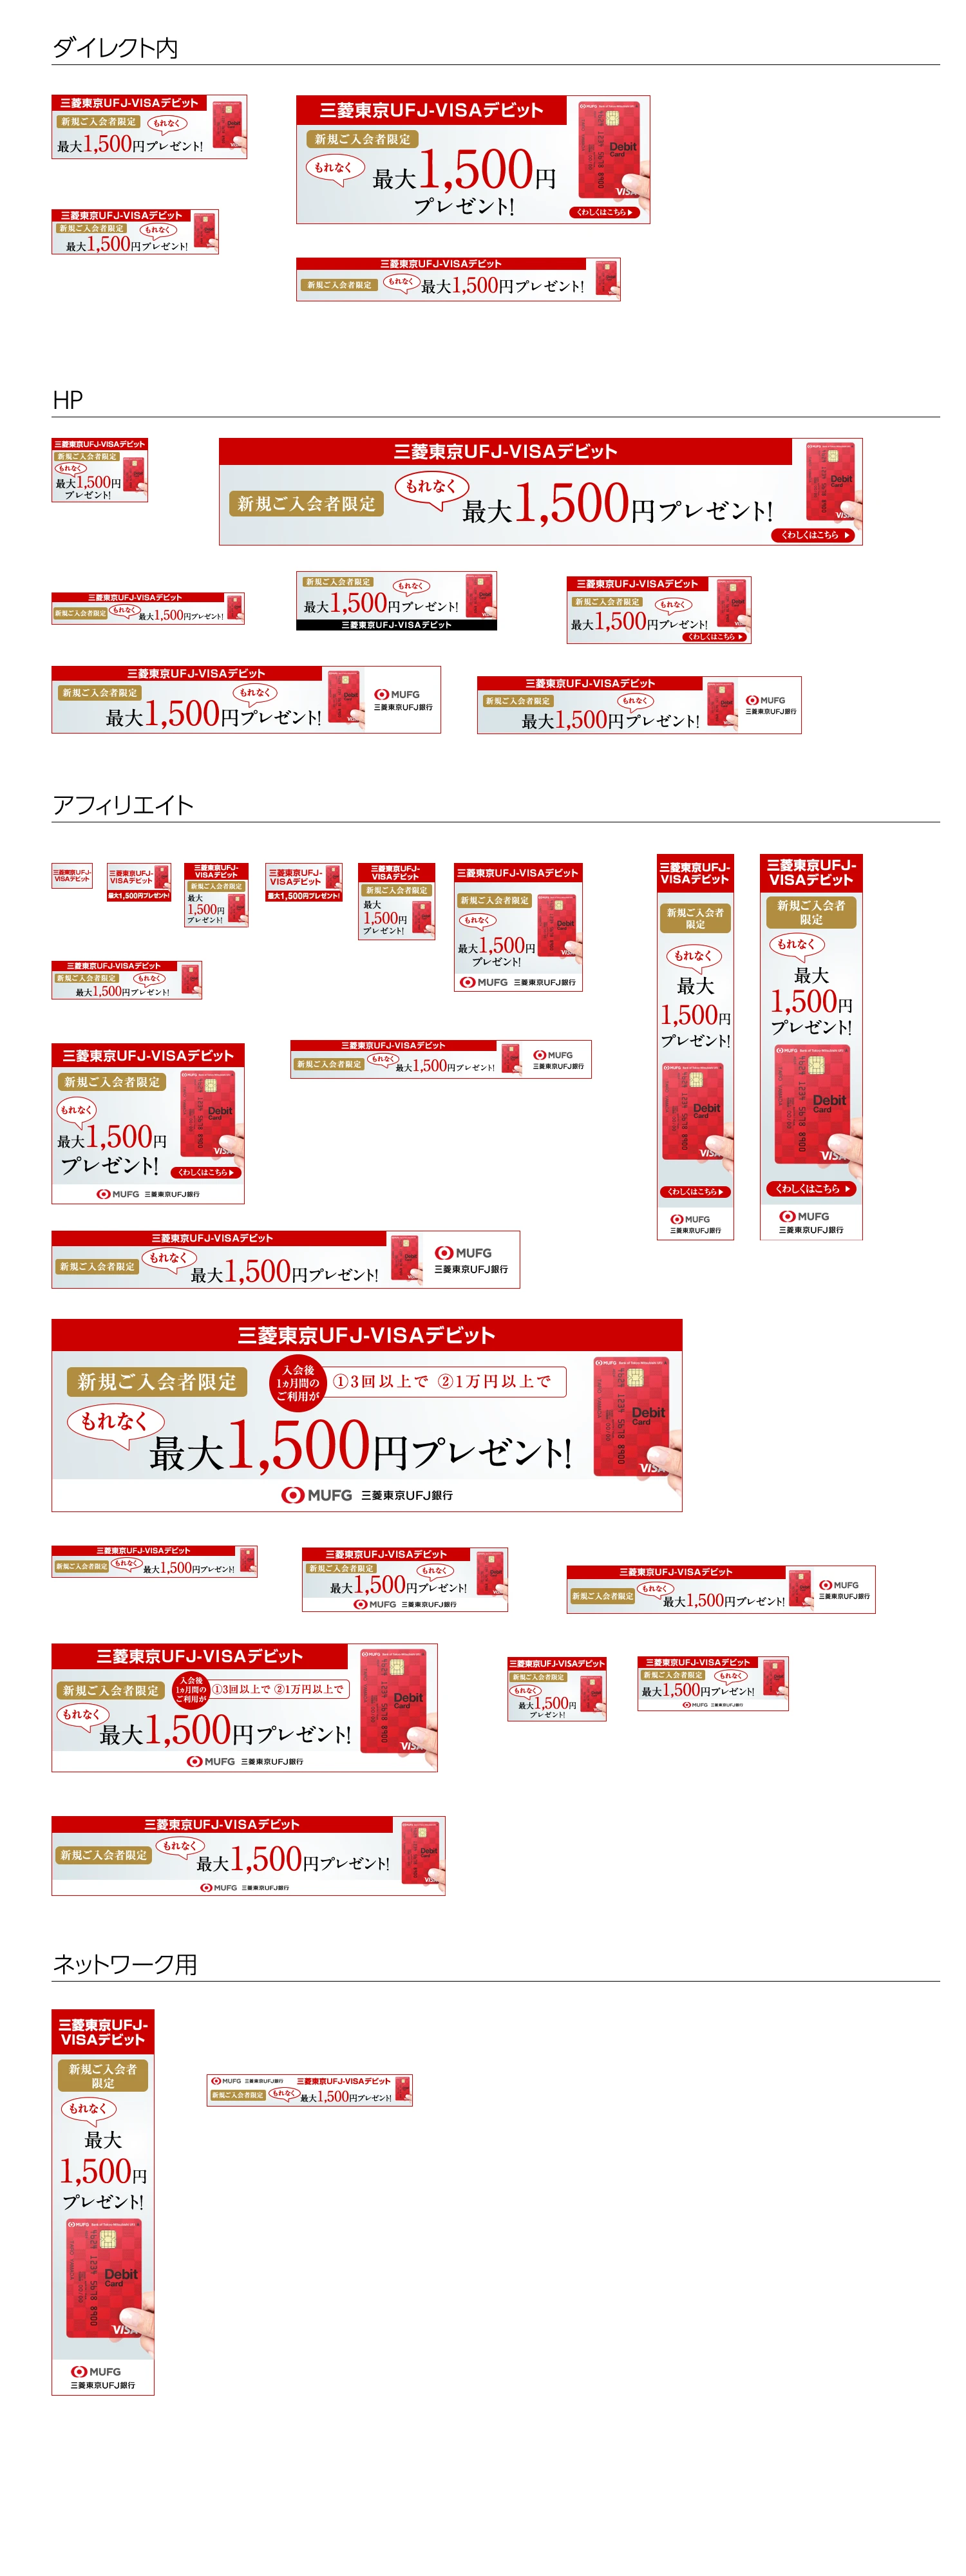 ダイレクト内
三菱東京UFJ-VISAデビット
新規ご入会者限定
もれなく
最大1,500円プレゼント!
三菱東京UFJ-VISAデビット
新規ご入会者限定
もれなく
最大1,500円
プレゼント!
Debit
Card
VISA
くわしくはこちら
三菱東京UFJ-VISAデビット
新規ご入会者限定
もれなく
最大1,500円プレゼント!
三菱東京UFJ-VISAデビット
新規ご入会者限定
もれなく
最大1,500円プレゼント!
HP
三菱東京UFJ-VISAデビット
新規ご入会者限定
もれなく
最大1,500円
プレゼント!
三菱東京UFJ-VISAデビット
新規ご入会者限定
もれなく
最大1,500円プレゼント!
Debit
くわしくはこちら
三菱東京UFJ-VISAデビット
新規ご入会者限定
もれなく
最大1,500円プレゼント!
新規ご入会者限定
もれなく
最大1,500円プレゼント!
三菱東京UFJ-VISAデビット
三菱東京UFJ-VISAデビット
新規ご入会者限定
もれなく
最大1,500円プレゼント!
くわしくはこちら
三菱東京UFJ-VISAデビット
新規ご入会者限定
もれなく
最大1,500円プレゼント!
MUFG
三菱東京UFJ銀行
三菱東京UFJ-VISAデビット
新規ご入会者限定
もれなく
最大1,500円プレゼント!
MUFG
三菱東京UFJ銀行
アフィリエイト
三菱東京UFJ-
VISAデビット
三菱東京UFJ-
VISAデビット
最大1,500円プレゼント!
三菱東京UFJ-
VISAデビット
新規ご入会者限定
最大
1,500円
プレゼント!
三菱東京UFJ-
VISAデビット
最大1,500円プレゼント!
三菱東京UFJ-
VISAデビット
新規ご入会者限定
最大
1,500円
プレゼント!
三菱東京UFJ-VISAデビット
新規ご入会者限定
もれなく
最大1,500円
プレゼント!
MUFG 三菱東京UFJ銀行
三菱東京UFJ-
VISAデビット
新規ご入会者
限定
もれなく
最大
1,500円
プレゼント!
Debit
Card
VISA
くわしくはこちら
MUFG
三菱東京UFJ銀行
三菱東京UFJ-
VISAデビット
新規ご入会者
限定
もれなく
最大
1,500円
プレゼント!
MUFG
Debit
Card
VISA
くわしくはこちら
MUFG
三菱東京UFJ銀行
三菱東京UFJ-VISAデビット
新規ご入会者限定
もれなく
最大1,500円プレゼント!
三菱東京UFJ-VISAデビット
新規ご入会者限定
もれなく
最大1,500円
プレゼント!
Debit
Card
VISA
くわしくはこちら
MUFG 三菱東京UFJ銀行
三菱東京UFJ-VISAデビット
新規ご入会者限定
もれなく
最大1,500円プレゼント!
MUFG
三菱東京UFJ銀行
三菱東京UFJ-VISAデビット
新規ご入会者限定
もれなく
最大1,500円プレゼント!
MUFG
三菱東京UFJ銀行
三菱東京UFJ-VISAデビット
新規ご入会者限定
入会後
1ヵ月間の
ご利用が
①3回以上で ②1万円以上で
もれなく
最大1,500円プレゼント!
MUFG
Debit
Card
VISA
MUFG 三菱東京UFJ銀行
三菱東京UFJ-VISAデビット
新規ご入会者限定
もれなく
最大1,500円プレゼント!
三菱東京UFJ-VISAデビット
新規ご入会者限定
もれなく
最大1,500円プレゼント!
MUFG 三菱東京UFJ銀行
三菱東京UFJ-VISAデビット
新規ご入会者限定
もれなく
最大1,500円プレゼント!
MUFG
三菱東京UFJ銀行
三菱東京UFJ-VISAデビット
新規ご入会者限定
入会後
1ヵ月間の
ご利用が
①3回以上で ②1万円以上で
もれなく
最大1,500円プレゼント!
Debit
Card
VISA
MUFG 三菱東京UFJ銀行
三菱東京UFJ-VISAデビット
新規ご入会者限定
もれなく
最大1,500円
プレゼント!
三菱東京UFJ-VISAデビット
新規ご入会者限定
もれなく
最大1,500円プレゼント!
MUFG 三菱東京UFJ銀行
三菱東京UFJ-VISAデビット
新規ご入会者限定
もれなく
最大1,500円プレゼント!
MUFG 三菱東京UFJ銀行
ネットワーク用
三菱東京UFJ-
VISAデビット
新規ご入会者
限定
もれなく
最大
1,500円
プレゼント!
MUFG
Debit
Card
VISA
MUFG
三菱東京UFJ銀行
MUFG 三菱東京UFJ銀行 三菱東京UFJ-VISAデビット
新規ご入会者限定
もれなく
最大1,500円プレゼント!